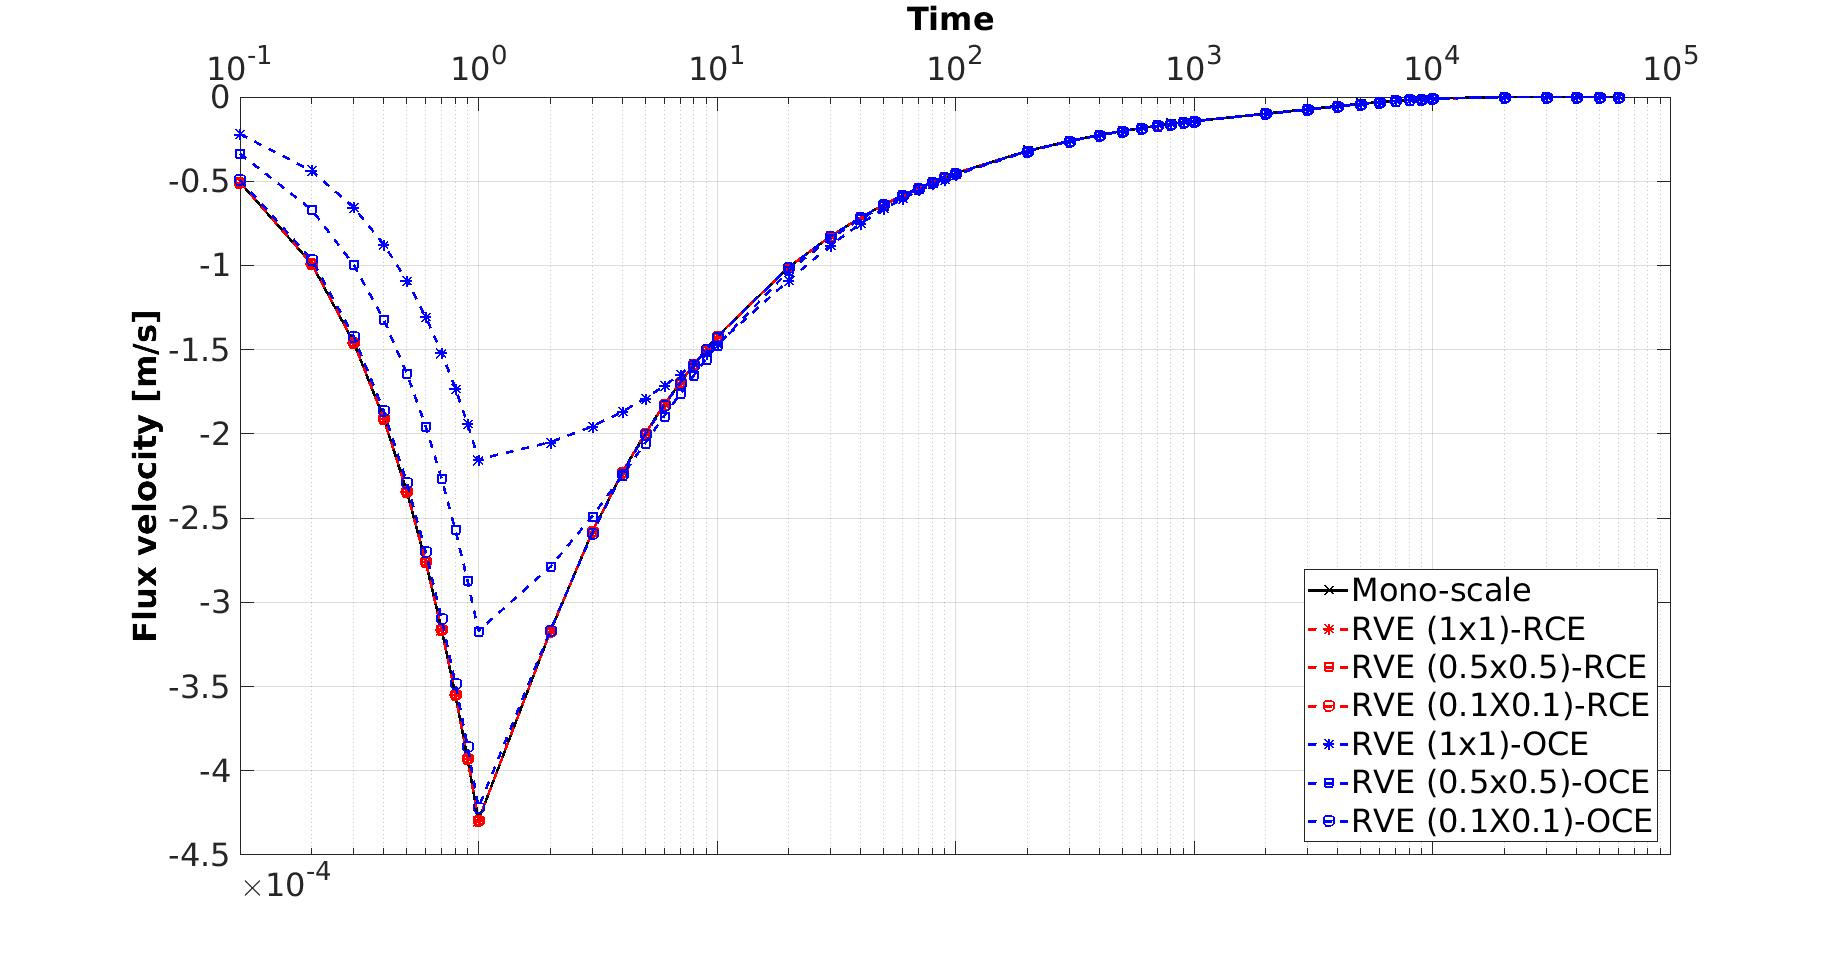 Time
10^-1 10^0 10^1 10^2 10^3 10^4 10^5
0
-0.5
-1
-1.5
-2
-2.5
-3
-3.5
-4
-4.5
×10^-4
Flux velocity [m/s]
Mono-scale
RVE (1x1)-RCE
RVE (0.5x0.5)-RCE
RVE (0.1X0.1)-RCE
RVE (1x1)-OCE
RVE (0.5x0.5)-OCE
RVE (0.1X0.1)-OCE